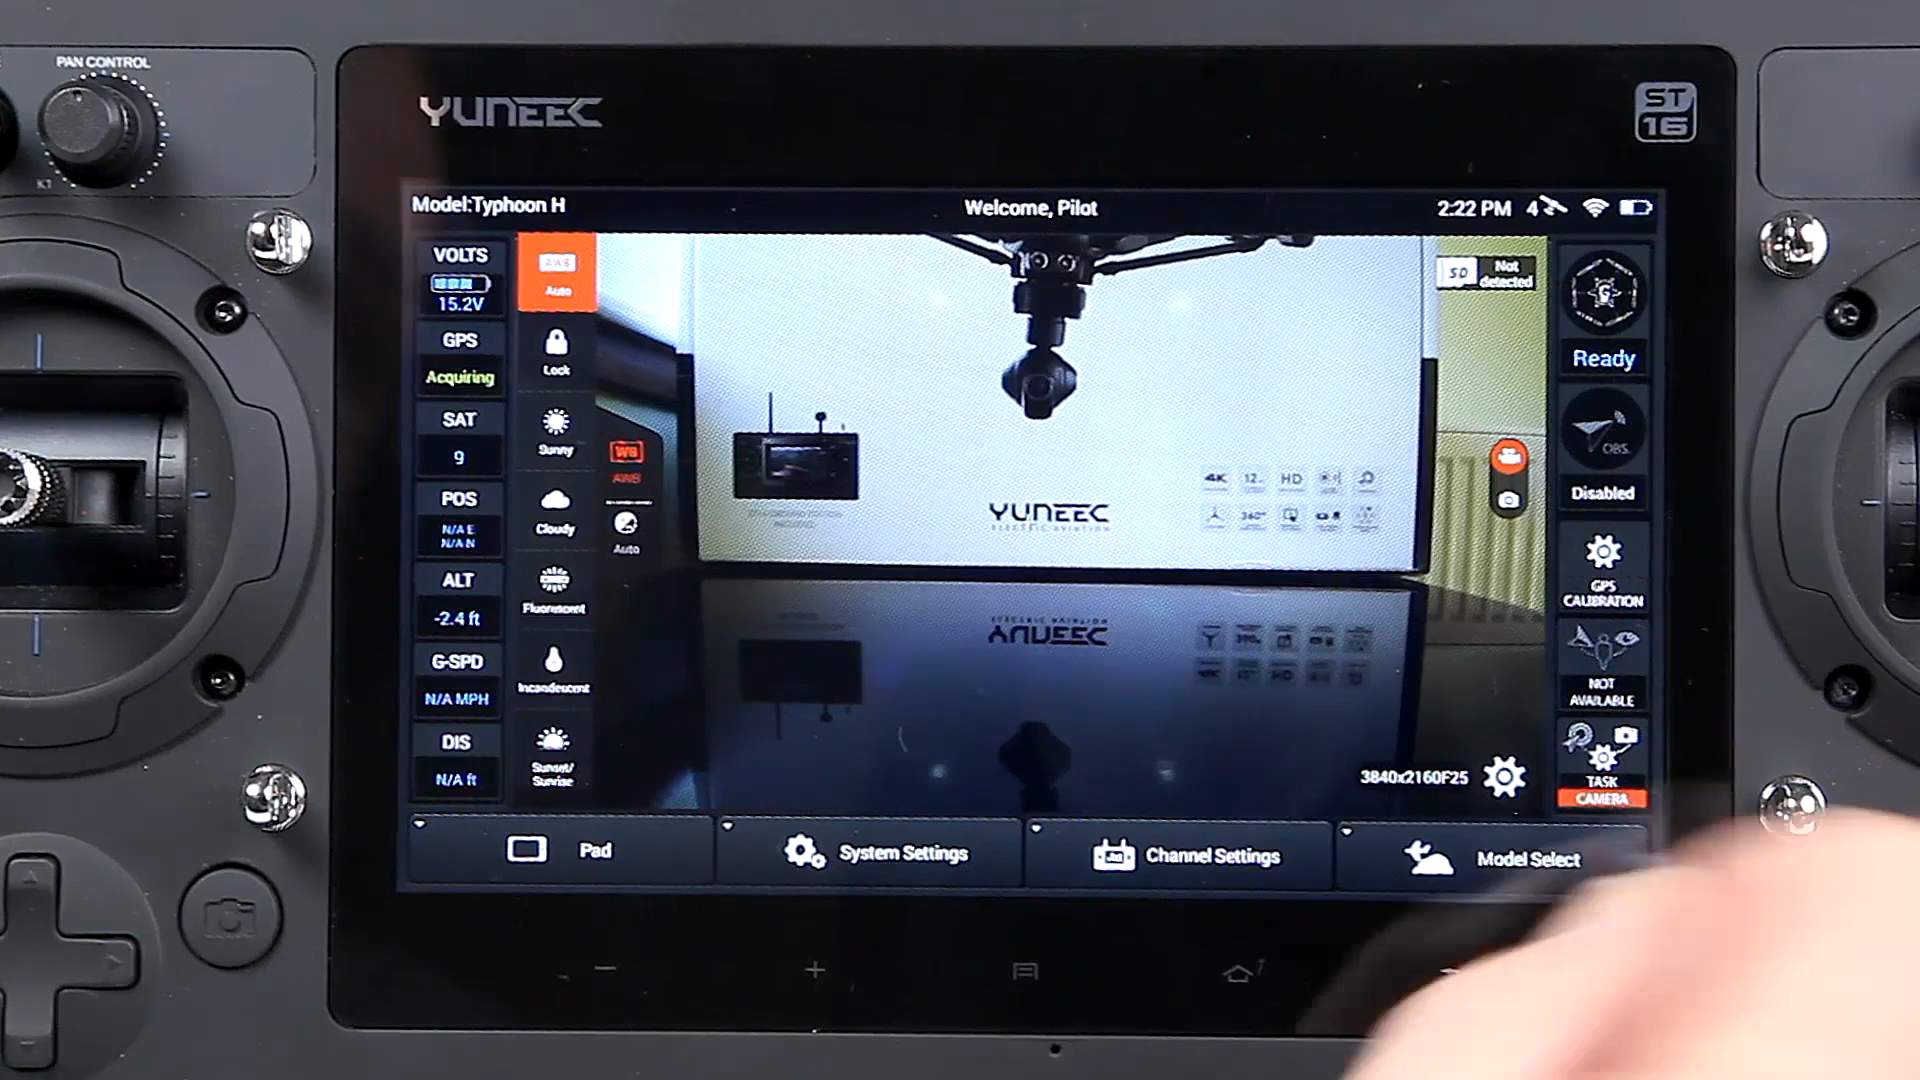 PAN CONTROL
K1
YUNEEC
ST
16
Model:Typhoon H
Welcome, Pilot
2:22 PM
4
VOLTS
15.2V
GPS
Acquiring
SAT
9
POS
N/A E
N/A N
ALT
-2.4 ft
G-SPD
N/A MPH
DIS
N/A ft
AWB
Auto
Lock
Sunny
Cloudy
Fluorescent
Incandescent
Sunset/
Sunrise
WB
AWB
Auto
SD
Not
detected
4K
HD
360°
YUNEEC
ELECTRIC AVIATION
3840x2160F25
G
Ready
OBS.
Disabled
GPS
CALIBRATION
NOT
AVAILABLE
TASK
CAMERA
Pad
System Settings
Channel Settings
Model Select